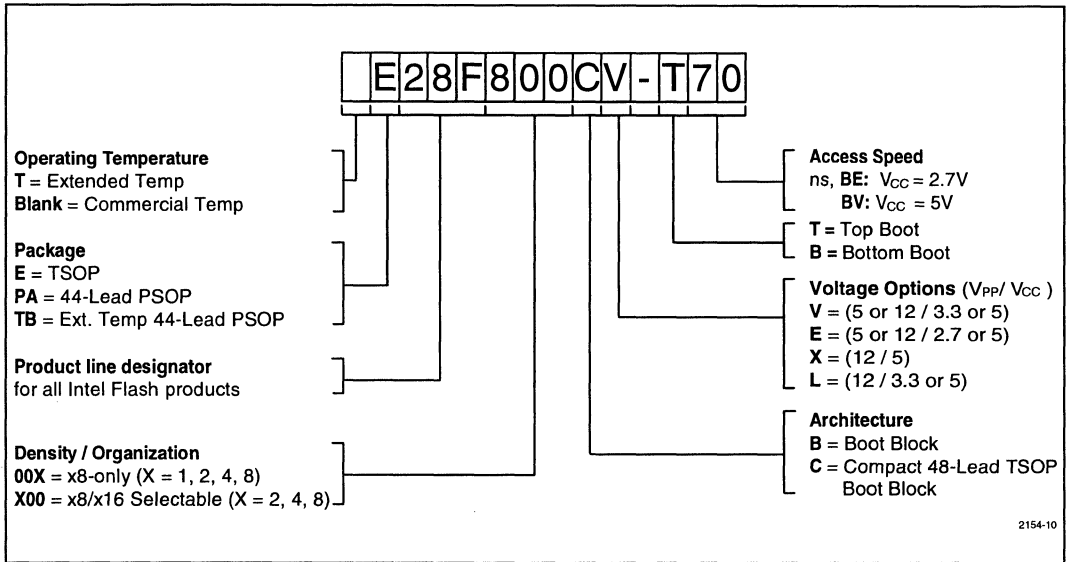 E28F800CV-T70
Operating Temperature
T = Extended Temp
Blank = Commercial Temp
Package
E = TSOP
PA = 44-Lead PSOP
TB = Ext. Temp 44-Lead PSOP
Product line designator
for all Intel Flash products
Density / Organization
00X = x8-only (X = 1, 2, 4, 8)
X00 = x8/x16 Selectable (X = 2, 4, 8)
Access Speed
ns, BE: VCC = 2.7V
BV: VCC = 5V
T = Top Boot
B = Bottom Boot
Voltage Options (VPP/ VCC )
V = (5 or 12 / 3.3 or 5)
E = (5 or 12 / 2.7 or 5)
X = (12 / 5)
L = (12 / 3.3 or 5)
Architecture
B = Boot Block
C = Compact 48-Lead TSOP
Boot Block
2154-10